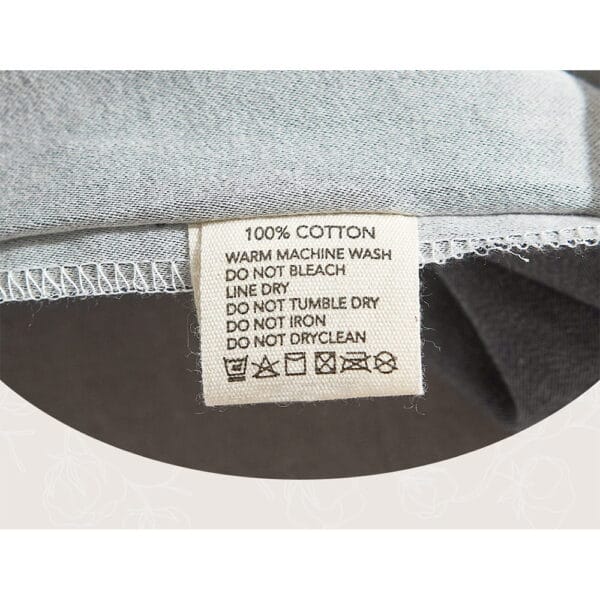 100% COTTON
WARM MACHINE WASH
DO NOT BLEACH
LINE DRY
DO NOT TUMBLE DRY
DO NOT IRON
DO NOT DRYCLEAN